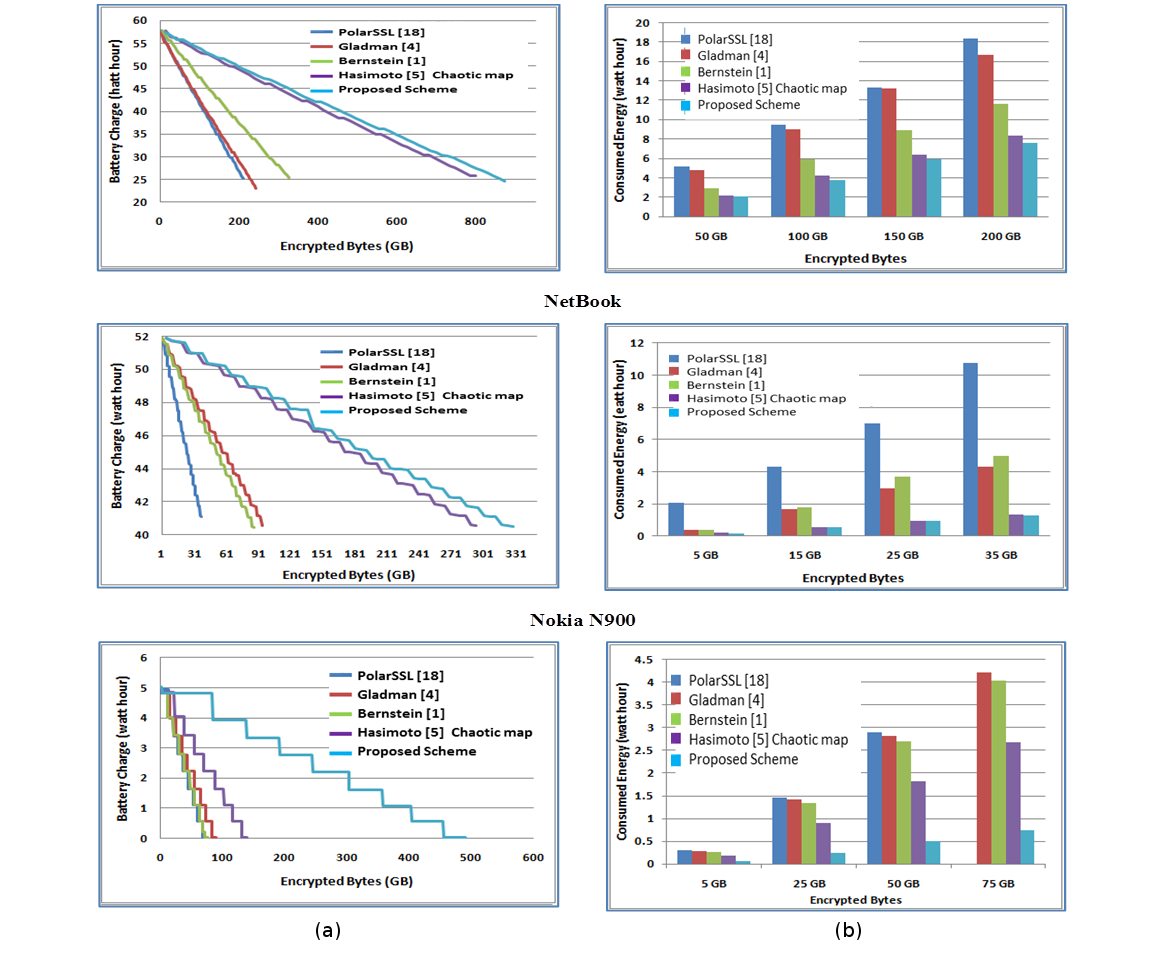 Battery Charge (hatt hour)
60
55
50
45
40
35
30
25
20
0
200
400
600
800
Encrypted Bytes (GB)
PolarSSL [18]
Gladman [4]
Bernstein [1]
Hasimoto [5] Chaotic map
Proposed Scheme
Consumed Energy (watt hour)
20
18
16
14
12
10
8
6
4
2
0
PolarSSL [18]
Gladman [4]
Bernstein [1]
Hasimoto [5] Chaotic map
Proposed Scheme
50 GB
100 GB
150 GB
200 GB
Encrypted Bytes
NetBook
Battery Charge (watt hour)
52
50
48
46
44
42
40
PolarSSL [18]
Gladman [4]
Bernstein [1]
Hasimoto [5] Chaotic map
Proposed Scheme
1
31
61
91
121
151
181
211
241
271
301
331
Encrypted Bytes (GB)
Consumed Energy (eatt hour)
12
10
8
6
4
2
0
PolarSSL [18]
Gladman [4]
Bernstein [1]
Hasimoto [5] Chaotic map
Proposed Scheme
5 GB
15 GB
25 GB
35 GB
Encrypted Bytes
Nokia N900
Battery Charge (watt hour)
6
5
4
3
2
1
0
PolarSSL [18]
Gladman [4]
Bernstein [1]
Hasimoto [5] Chaotic map
Proposed Scheme
0
100
200
300
400
500
600
Encrypted Bytes (GB)
Consumed Energy (watt hour)
4.5
4
3.5
3
2.5
2
1.5
1
0.5
0
PolarSSL [18]
Gladman [4]
Bernstein [1]
Hasimoto [5] Chaotic map
Proposed Scheme
5 GB
25 GB
50 GB
75 GB
Encrypted Bytes
(a)
(b)